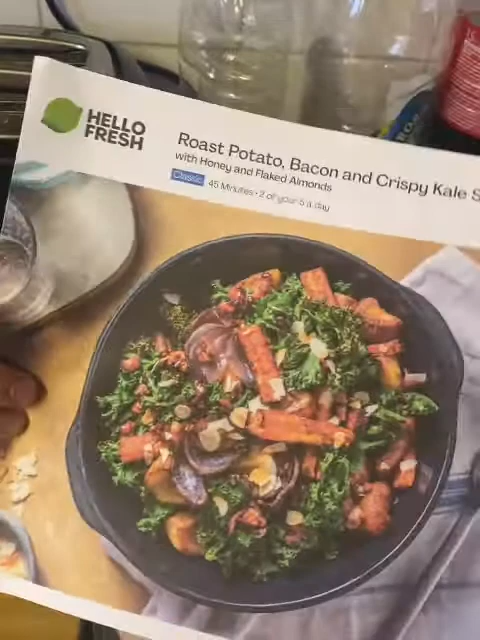 HELLO
FRESH
Roast Potato, Bacon and Crispy Kale S
with Honey and Flaked Almonds
Classic 45 Minutes • 2 of your 5 a day